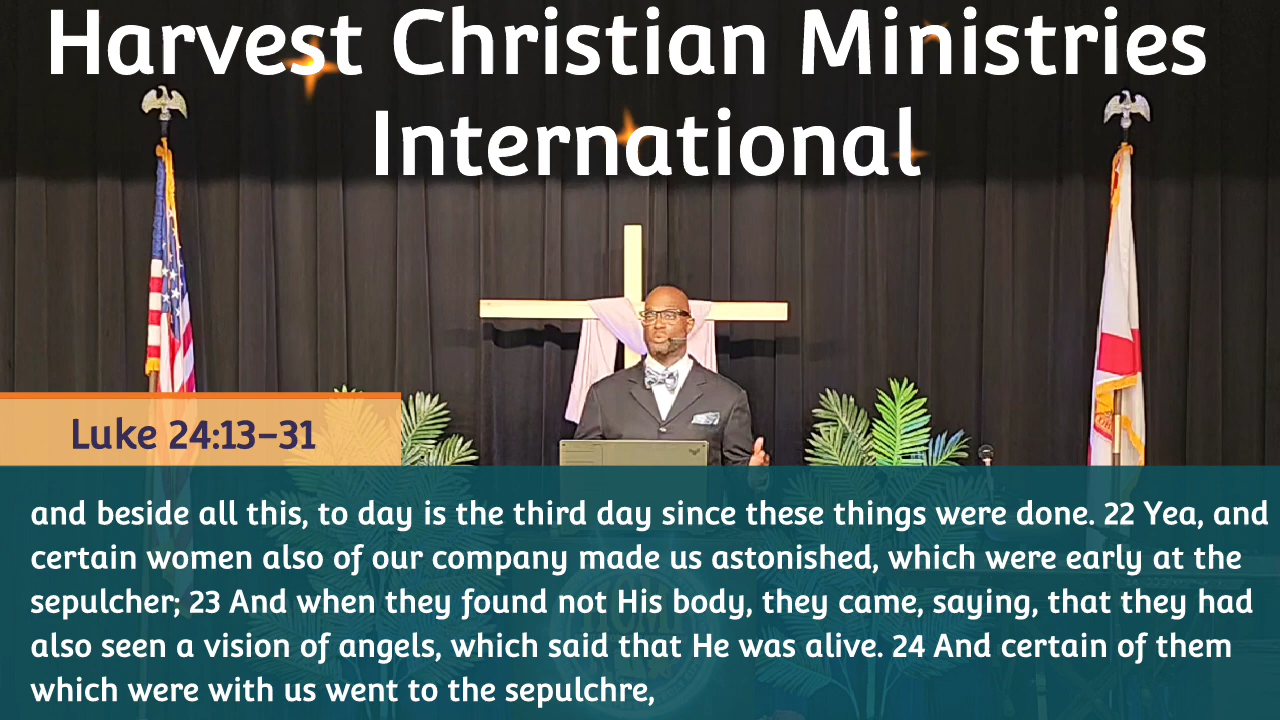 Harvest Christian Ministries
International
Luke 24:13-31
and beside all this, to day is the third day since these things were done. 22 Yea, and
certain women also of our company made us astonished, which were early at the
sepulcher; 23 And when they found not His body, they came, saying, that they had
also seen a vision of angels, which said that He was alive. 24 And certain of them
which were with us went to the sepulchre,